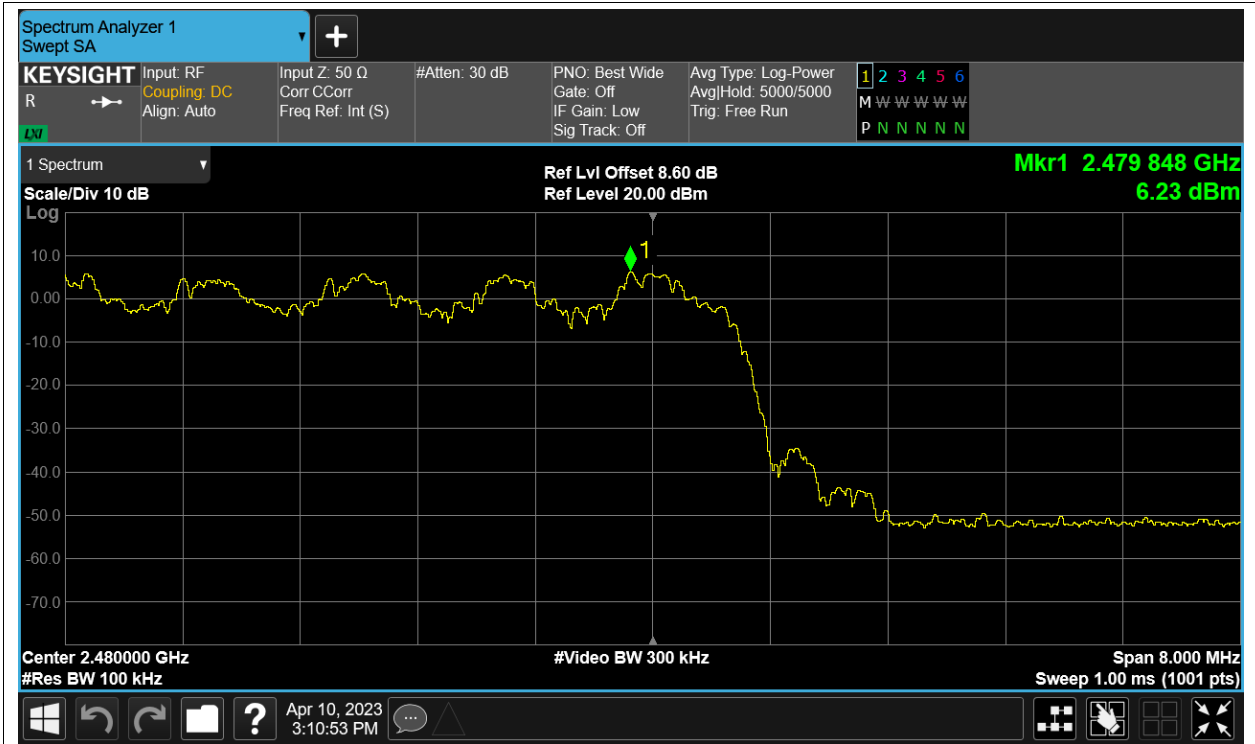 Spectrum Analyzer 1
Swept SA
+
KEYSIGHT
R
LXI
Input: RF
Coupling: DC
Align: Auto
Input Z: 50 Ω
Corr CCorr
Freq Ref: Int (S)
#Atten: 30 dB
PNO: Best Wide
Gate: Off
IF Gain: Low
Sig Track: Off
Avg Type: Log-Power
Avg|Hold: 5000/5000
Trig: Free Run
1 2 3 4 5 6
M W W W W W
P N N N N N
1 Spectrum
Scale/Div 10 dB
Log
Ref Lvl Offset 8.60 dB
Ref Level 20.00 dBm
Mkr1 2.479 848 GHz
6.23 dBm
1
10.0
0.00
-10.0
-20.0
-30.0
-40.0
-50.0
-60.0
-70.0
Center 2.480000 GHz
#Res BW 100 kHz
#Video BW 300 kHz
Span 8.000 MHz
Sweep 1.00 ms (1001 pts)
?
Apr 10, 2023
3:10:53 PM